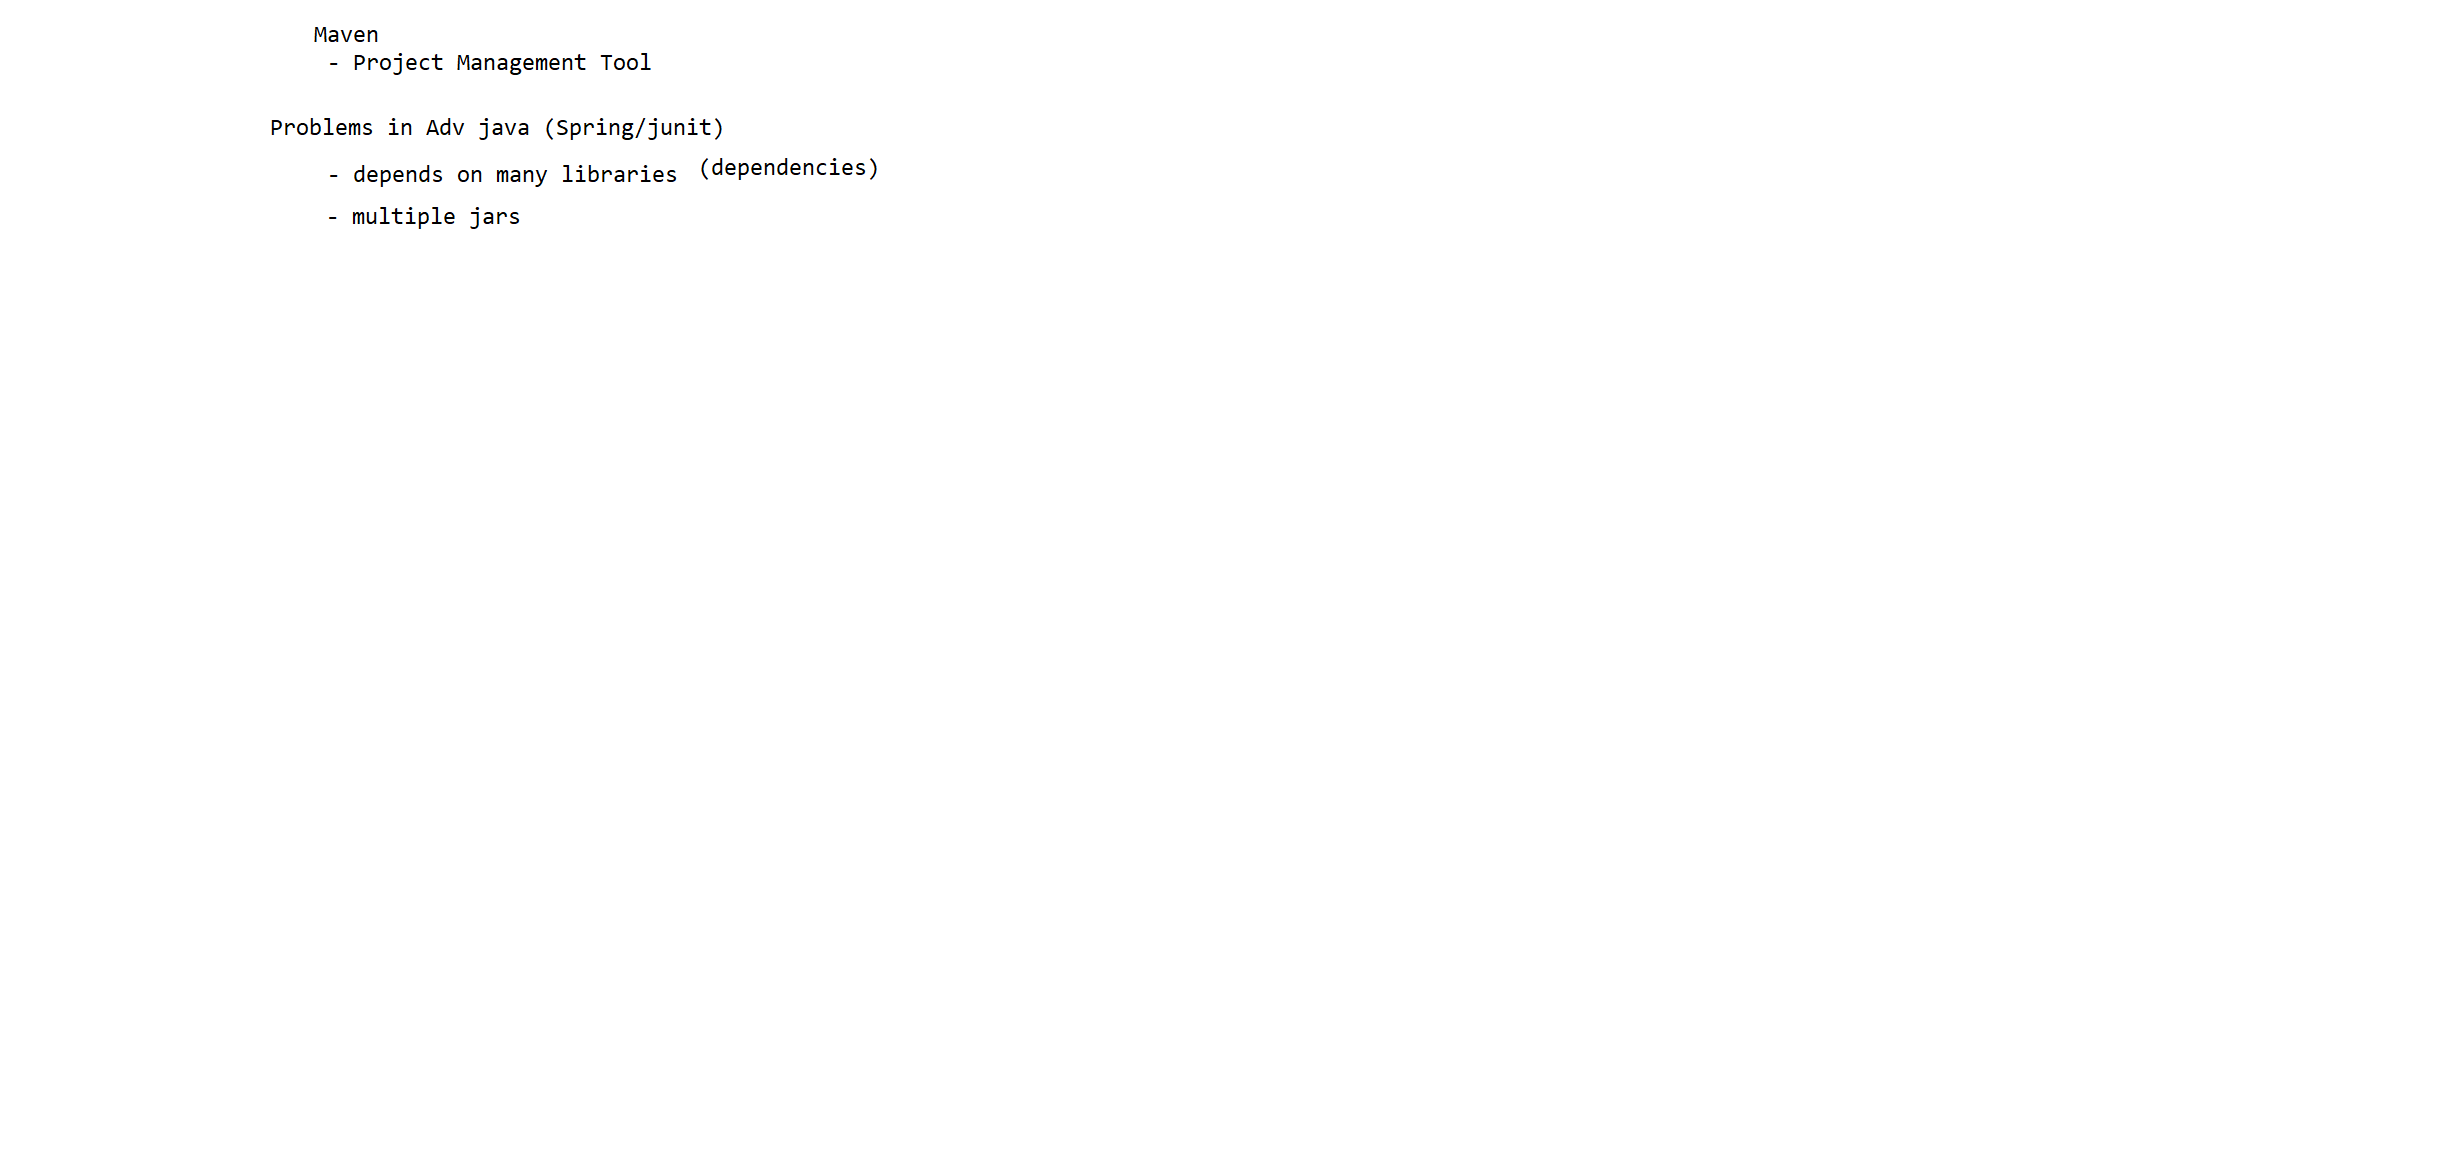 Maven
- Project Management Tool
Problems in Adv java (Spring/junit)
- depends on many libraries (dependencies)
- multiple jars